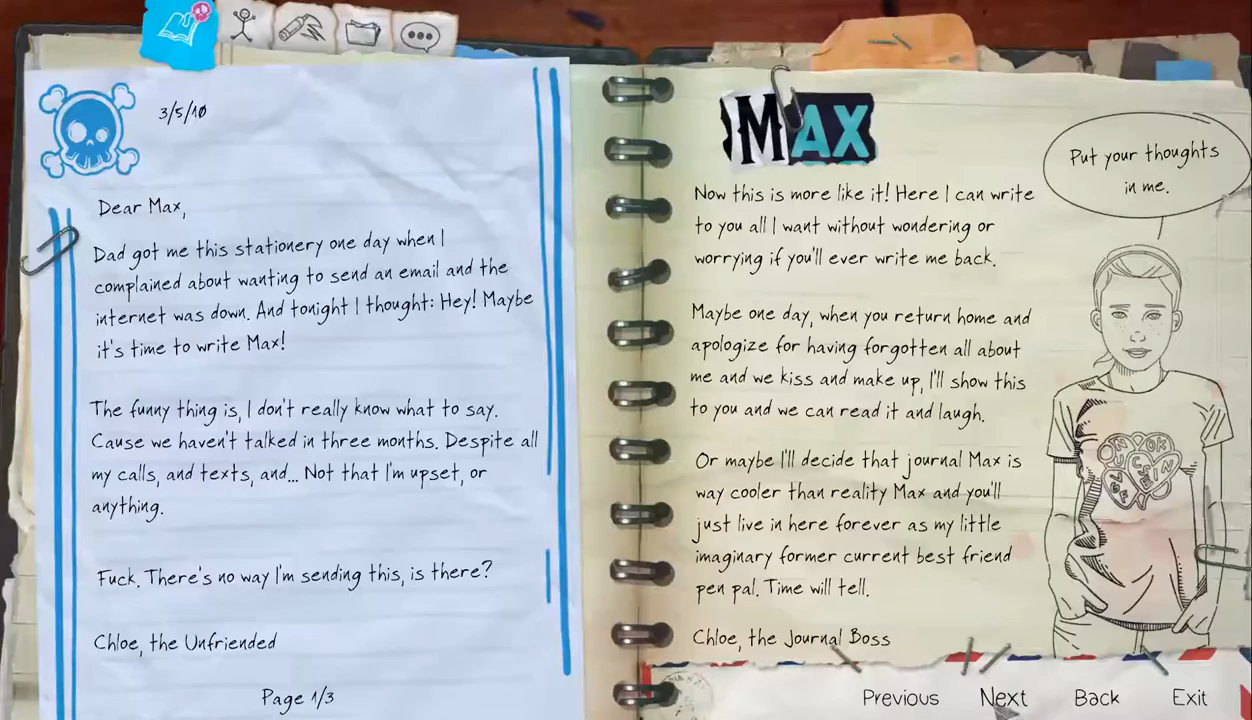 3/5/10
Dear Max,
Dad got me this stationery one day when I
complained about wanting to send an email and the
internet was down. And tonight I thought: Hey! Maybe
it's time to write Max!
The funny thing is, I don't really know what to say.
Cause we haven't talked in three months. Despite all
my calls, and texts, and... Not that I'm upset, or
anything.
Fuck. There's no way I'm sending this, is there?
Chloe, the Unfriended
Page 1/3
MAX
Now this is more like it! Here I can write
to you all I want without wondering or
worrying if you'll ever write me back.
Maybe one day, when you return home and
apologize for having forgotten all about
me and we kiss and make up, I'll show this
to you and we can read it and laugh.
Or maybe I'll decide that journal Max is
way cooler than reality Max and you'll
just live in here forever as my little
imaginary former current best friend
pen pal. Time will tell.
Chloe, the Journal Boss
Put your thoughts
in me.
Previous Next Back Exit